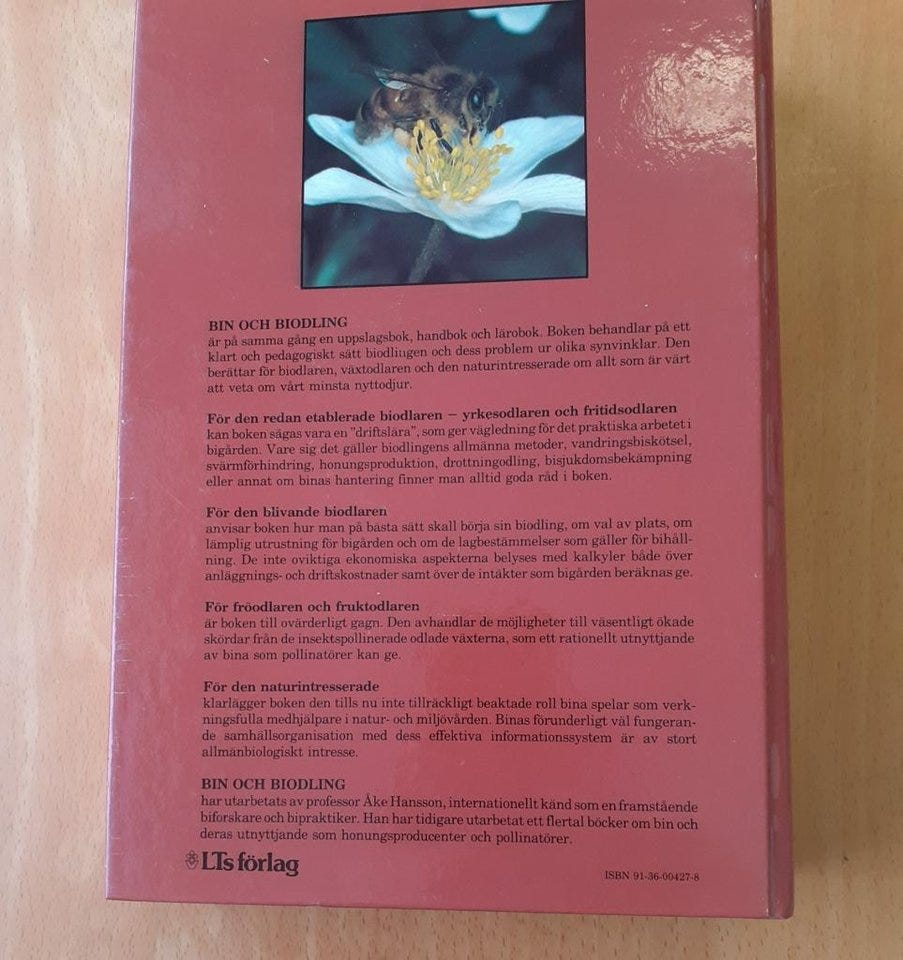 BIN OCH BIODLING
är på samma gång en uppslagsbok, handbok och lärobok. Boken behandlar på ett
klart och pedagogiskt sätt biodlingen och dess problem ur olika synvinklar. Den
berättar för biodlaren, växtodlaren och den naturintresserade om allt som är värt
att veta om vårt minsta nyttodjur.
För den redan etablerade biodlaren – yrkesodlaren och fritidsodlaren
kan boken sägas vara en "driftslära", som ger vägledning för det praktiska arbetet i
bigården. Vare sig det gäller biodlingens allmänna metoder, vandringsbiskötsel,
svärmförhindring, honungsproduktion, drottningodling, bisjukdomsbekämpning
eller annat om binas hantering finner man alltid goda råd i boken.
För den blivande biodlaren
anvisar boken hur man på bästa sätt skall börja sin biodling, om val av plats, om
lämplig utrustning för bigården och om de lagbestämmelser som gäller för bihåll-
ning. De inte oviktiga ekonomiska aspekterna belyses med kalkyler både över
anläggnings- och driftskostnader samt över de intäkter som bigården beräknas ge.
För fröodlaren och fruktodlaren
är boken till ovärderligt gagn. Den avhandlar de möjligheter till väsentligt ökade
skördar från de insektspollinerade odlade växterna, som ett rationellt utnyttjande
av bina som pollinatörer kan ge.
För den naturintresserade
klarlägger boken den tills nu inte tillräckligt beaktade roll bina spelar som verk-
ningsfulla medhjälpare i natur- och miljövården. Binas förunderligt väl fungeran-
de samhällsorganisation med dess effektiva informationssystem är av stort
allmänbiologiskt intresse.
BIN OCH BIODLING
har utarbetats av professor Åke Hansson, internationellt känd som en framstående
biforskare och bipraktiker. Han har tidigare utarbetat ett flertal böcker om bin och
deras utnyttjande som honungsproducenter och pollinatörer.
LTs förlag
ISBN 91-36-00427-8